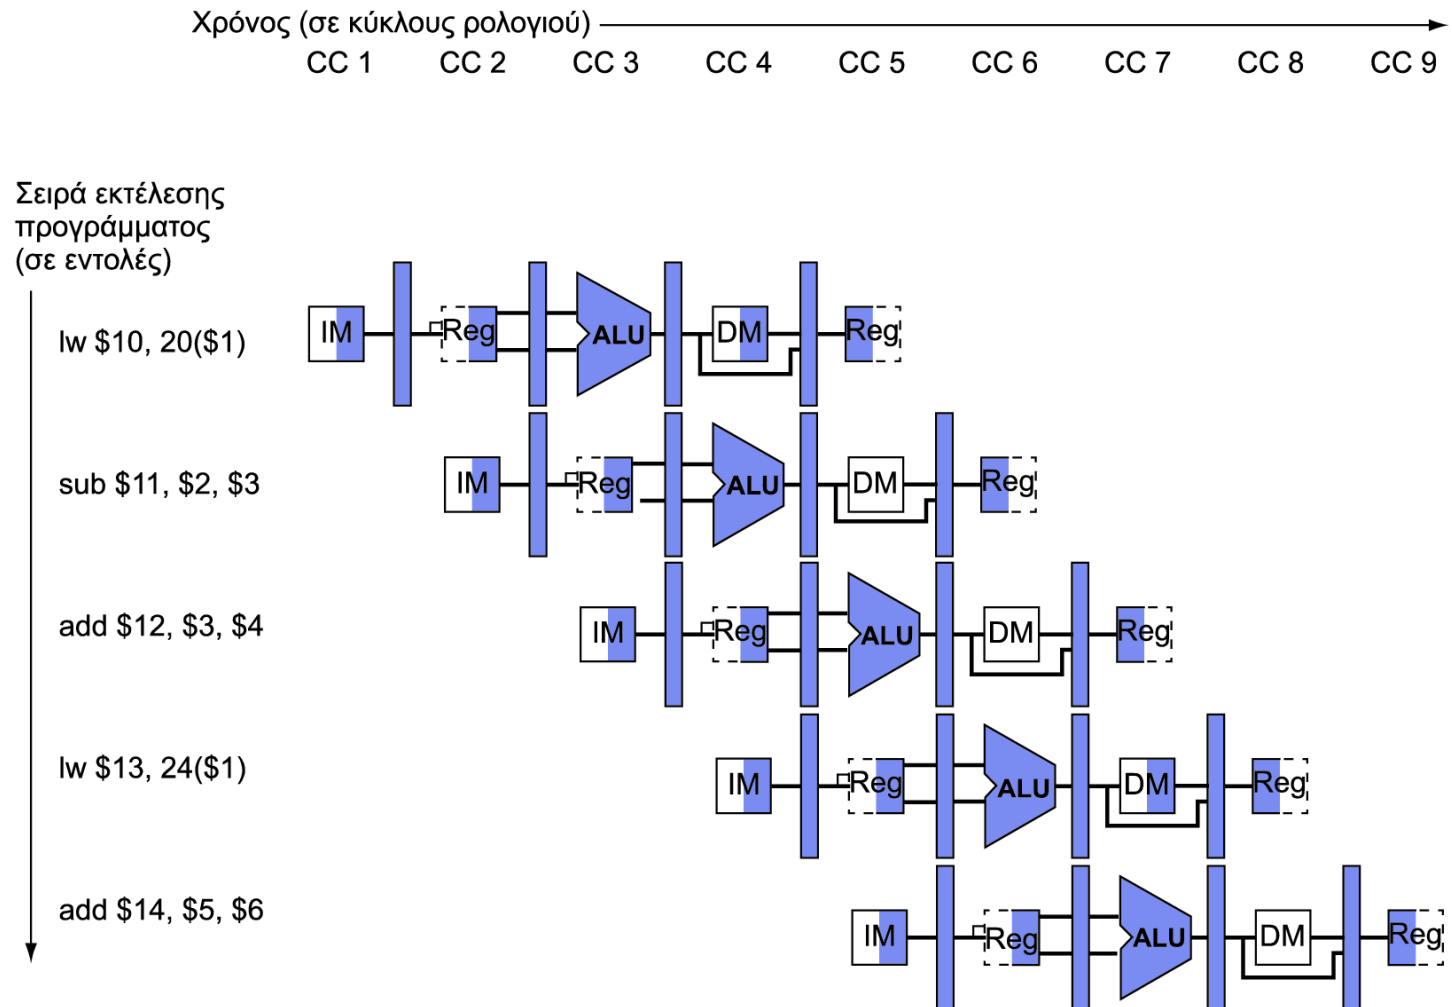 Χρόνος (σε κύκλους ρολογιού)
CC 1 CC 2 CC 3 CC 4 CC 5 CC 6 CC 7 CC 8 CC 9
Σειρά εκτέλεσης
προγράμματος
(σε εντολές)
lw $10, 20($1)
IM Reg ALU DM Reg
sub $11, $2, $3
IM Reg ALU DM Reg
add $12, $3, $4
IM Reg ALU DM Reg
lw $13, 24($1)
IM Reg ALU DM Reg
add $14, $5, $6
IM Reg ALU DM Reg